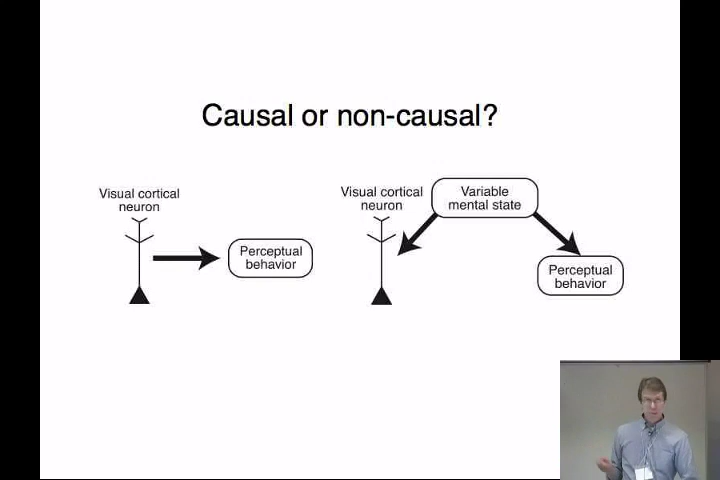 Causal or non-causal?
Visual cortical
neuron
Perceptual
behavior
Visual cortical
neuron
Variable
mental state
Perceptual
behavior